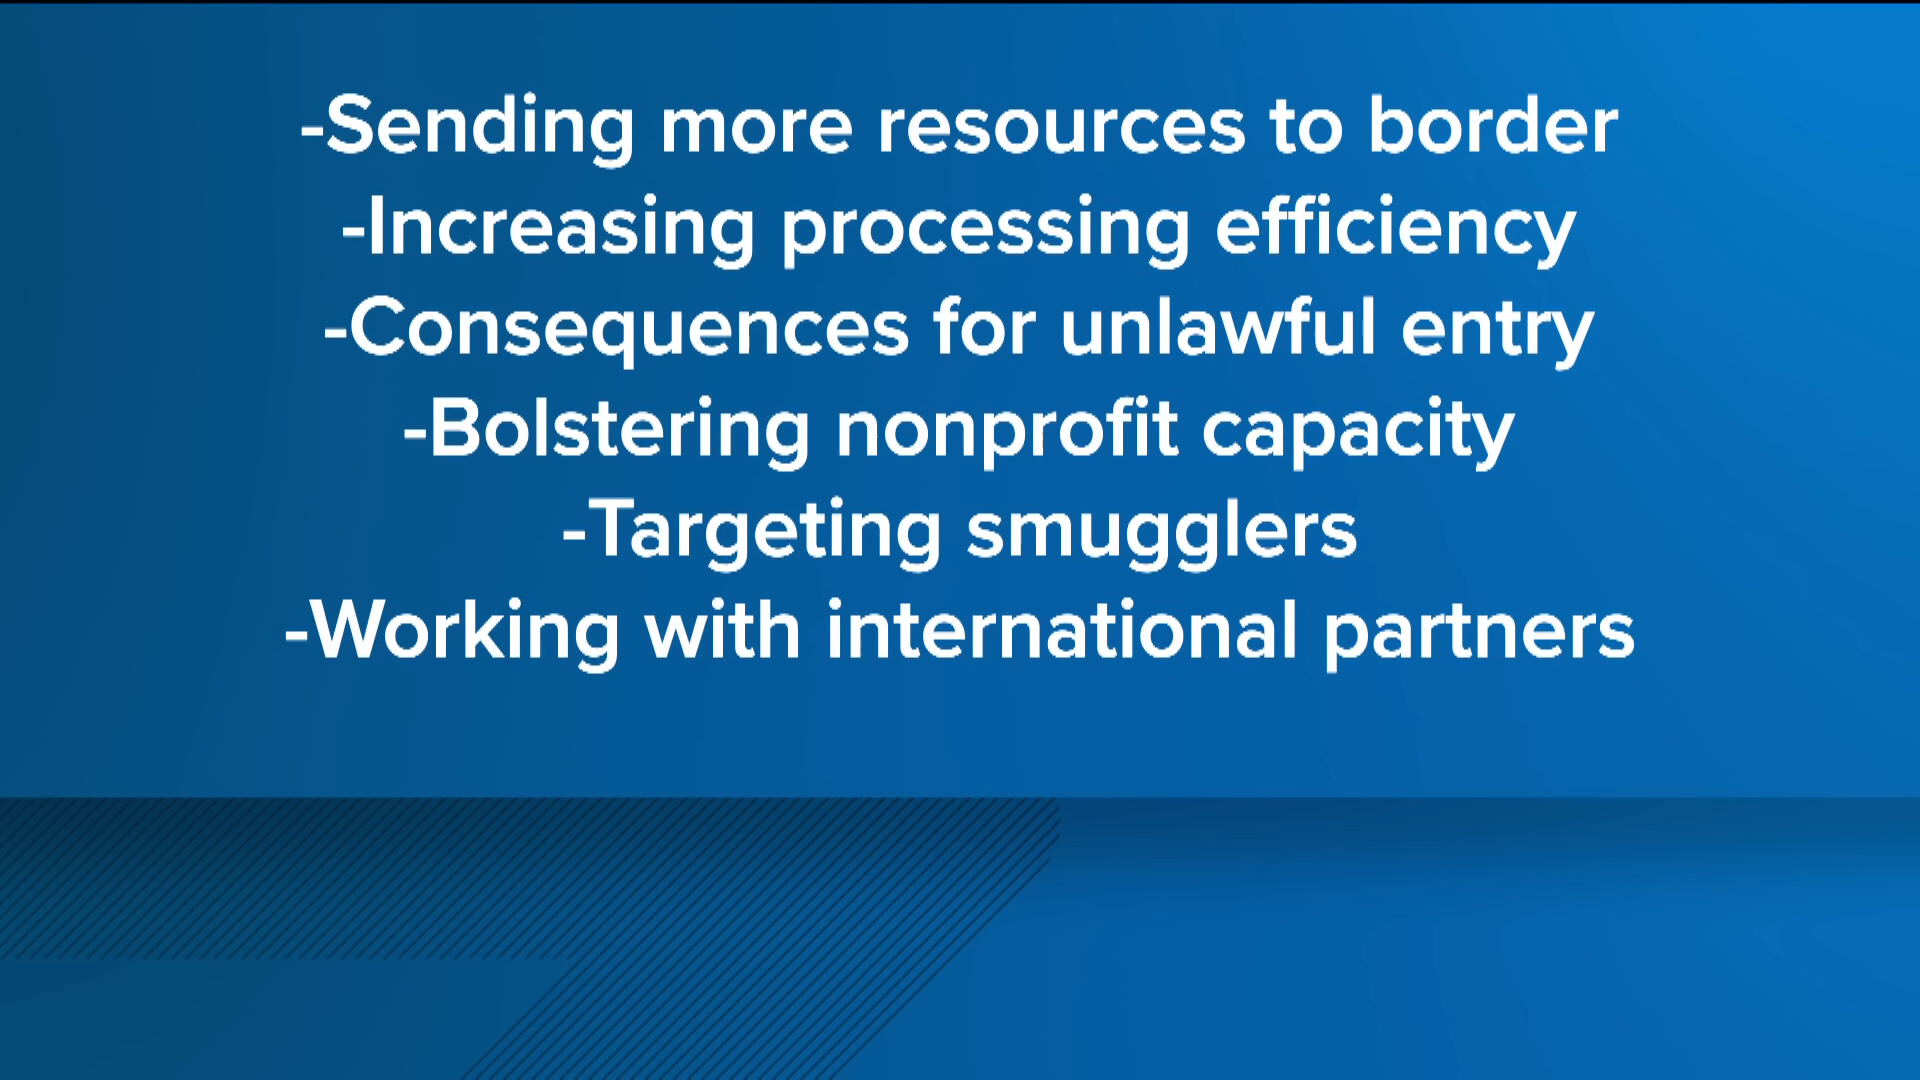 -Sending more resources to border
-Increasing processing efficiency
-Consequences for unlawful entry
-Bolstering nonprofit capacity
-Targeting smugglers
-Working with international partners